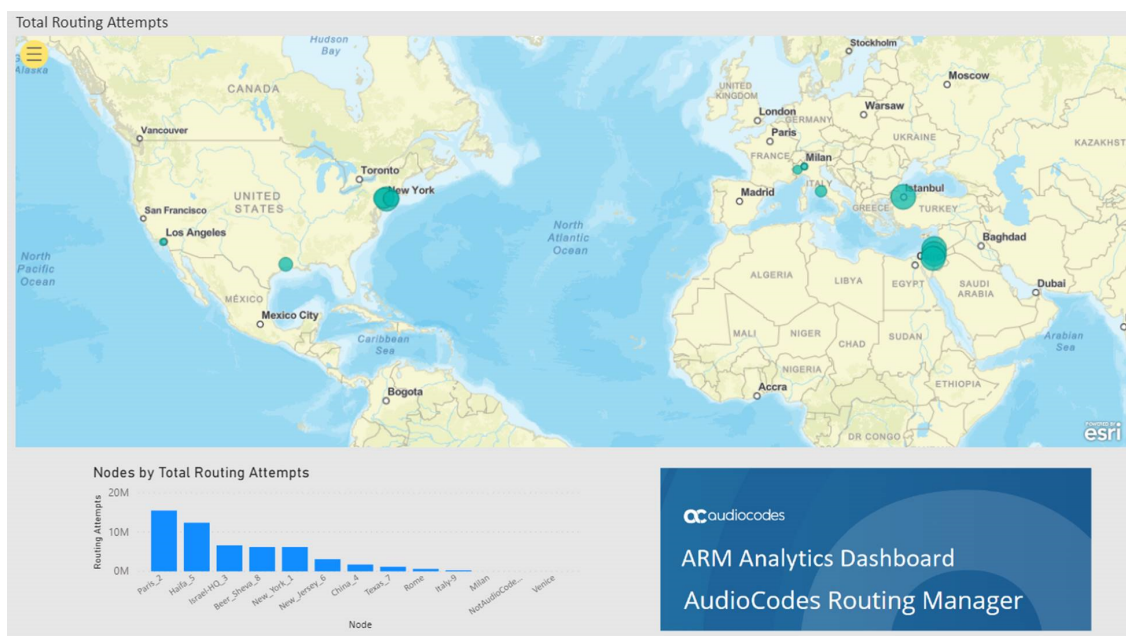 Total Routing Attempts
Hudson
Bay
Alaska
Stockholm
Moscow
CANADA
UNITED
KINGDOM
London
GERMANY
Warsaw
Paris
UKRAINE
KAZAKHST
Vancouver
FRANCE
Milan
Toronto
New York
ITALY
Istanbul
UNITED
STATES
Madrid
GREECE
TURKEY
San Francisco
Los Angeles
North
Atlantic
Ocean
Baghdad
North
Pacific
Ocean
ALGERIA
LIBYA
EGYPT
SAUDI
ARABIA
Dubai
MÉXICO
Mexico City
Caribbean
Sea
MALI
NIGER
CHAD
SUDAN
Arabian
Sea
NIGERIA
ETHIOPIA
Bogota
Accra
DR CONGO
POWERED BY
esri
Nodes by Total Routing Attempts
20M
10M
0M
Routing Attempts
Paris_2
Haifa_5
Israel-HQ_3
Beer_Sheva_8
New_York_1
New_Jersey_6
China_4
Texas_7
Rome
Italy-9
Milan
NotAudioCode...
Venice
Node
audiocodes
ARM Analytics Dashboard
AudioCodes Routing Manager